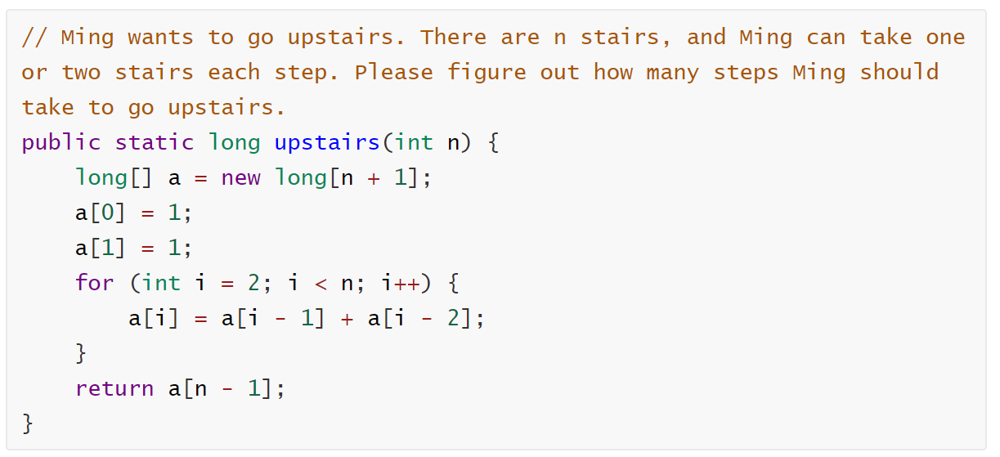 // Ming wants to go upstairs. There are n stairs, and Ming can take one
or two stairs each step. Please figure out how many steps Ming should
take to go upstairs.
public static long upstairs(int n) {
    long[] a = new long[n + 1];
    a[0] = 1;
    a[1] = 1;
    for (int i = 2; i < n; i++) {
        a[i] = a[i - 1] + a[i - 2];
    }
    return a[n - 1];
}